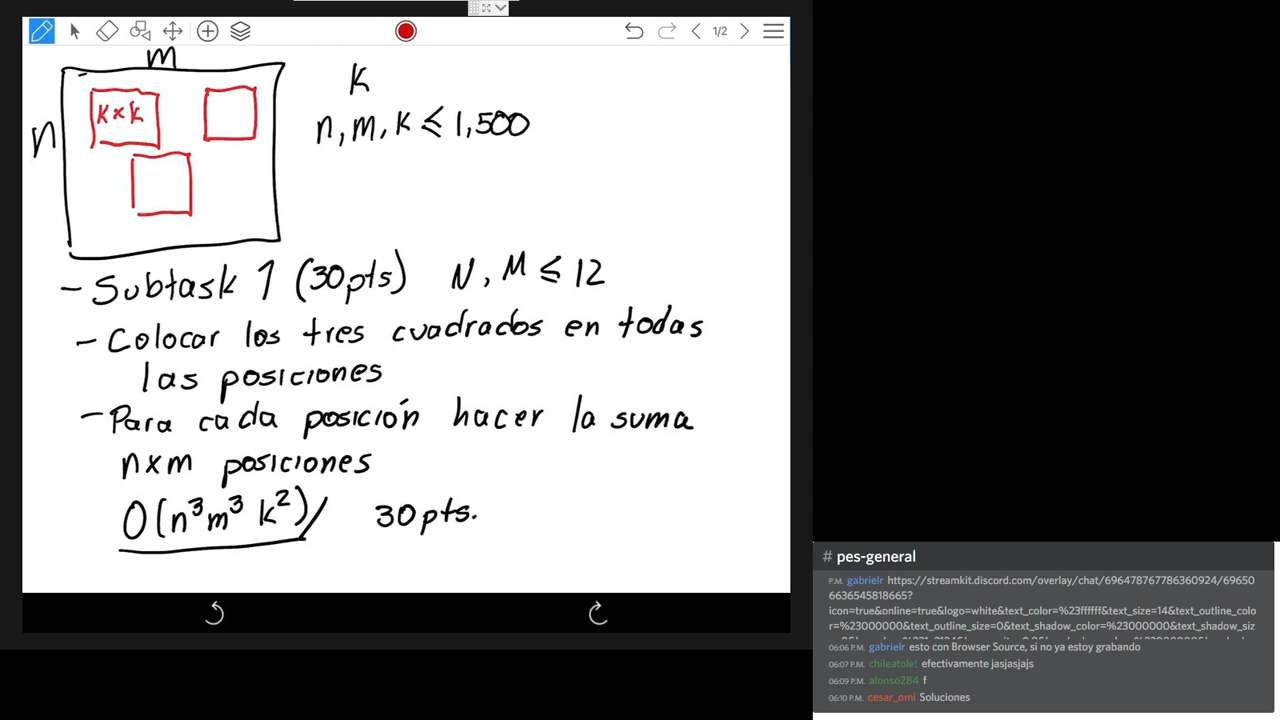 1/2
m
k
k×k
n
n, m, k ≤ 1,500
- Subtask 1 (30pts) N, M ≤ 12
- Colocar los tres cuadrados en todas
las posiciones
- Para cada posición hacer la suma
n×m posiciones
O(n³m³ k²) / 30pts.
# pes-general
P.M. gabrielr https://streamkit.discord.com/overlay/chat/696478767786360924/69650
6636545818665?
icon=true&online=true&logo=white&text_color=%23ffffff&text_size=14&text_outline_co
or=%23000000&text_outline_size=0&text_shadow_color=%23000000&text_shadow_siz
06:06 P.M. gabrielr esto con Browser Source, si no ya estoy grabando
06:07 P.M. chileatole! efectivamente jasjasjajs
06:09 P.M. alonso284 f
06:10 P.M. cesar_omi Soluciones